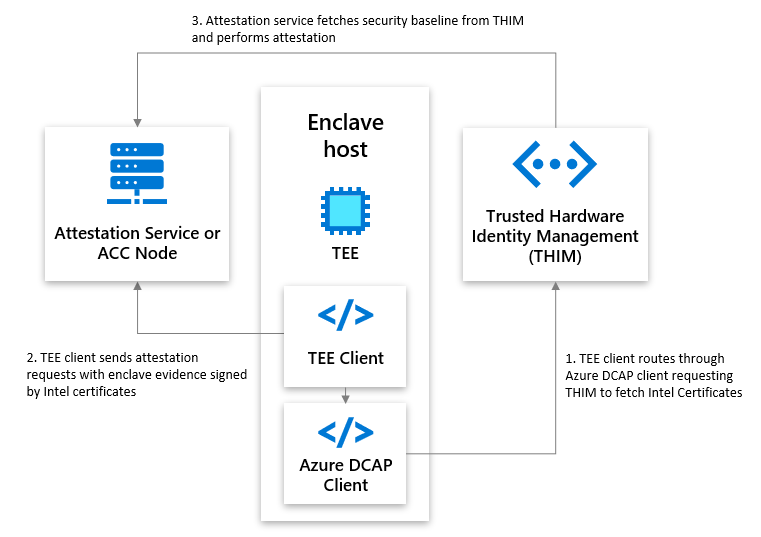 3. Attestation service fetches security baseline from THIM
and performs attestation
Enclave
host
TEE
Attestation Service or
ACC Node
Trusted Hardware
Identity Management
(THIM)
TEE Client
Azure DCAP
Client
2. TEE client sends attestation
requests with enclave evidence signed
by Intel certificates
1. TEE client routes through
Azure DCAP client requesting
THIM to fetch Intel Certificates